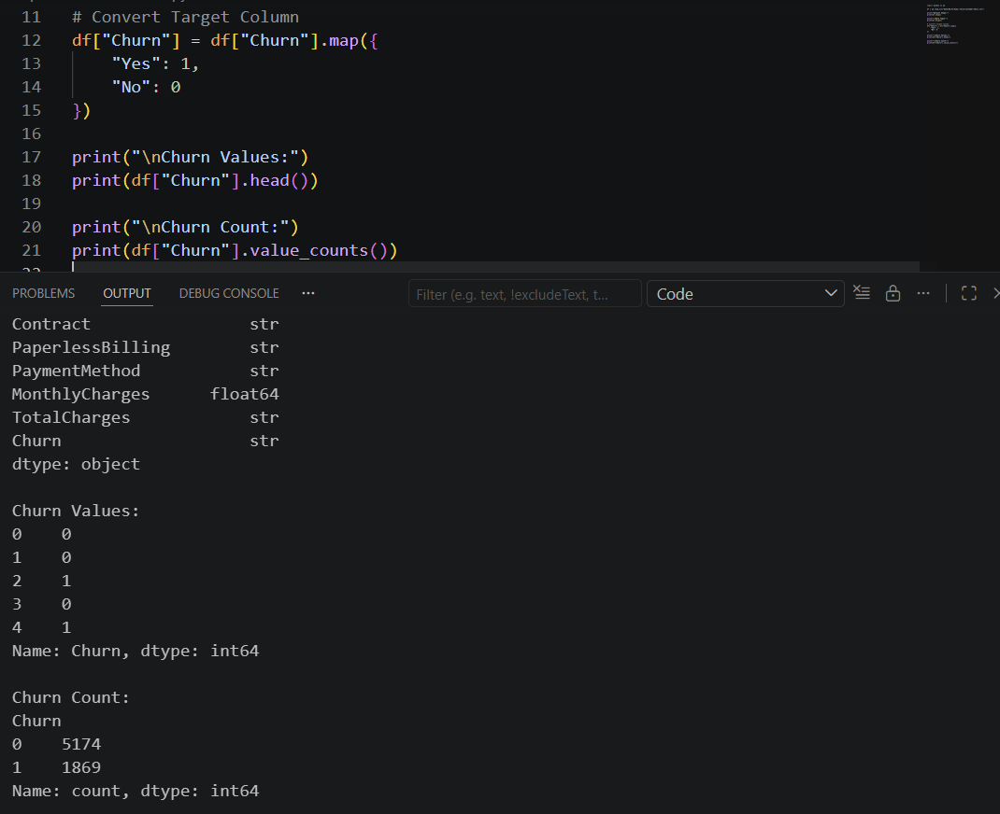 11 # Convert Target Column
12 df["Churn"] = df["Churn"].map({
13     "Yes": 1,
14     "No": 0
15 })
16
17 print("\nChurn Values:")
18 print(df["Churn"].head())
19
20 print("\nChurn Count:")
21 print(df["Churn"].value_counts())
PROBLEMS OUTPUT DEBUG CONSOLE ··· Filter (e.g. text, !excludeText, t... Code
Contract str
PaperlessBilling str
PaymentMethod str
MonthlyCharges float64
TotalCharges str
Churn str
dtype: object
Churn Values:
0 0
1 0
2 1
3 0
4 1
Name: Churn, dtype: int64
Churn Count:
Churn
0 5174
1 1869
Name: count, dtype: int64